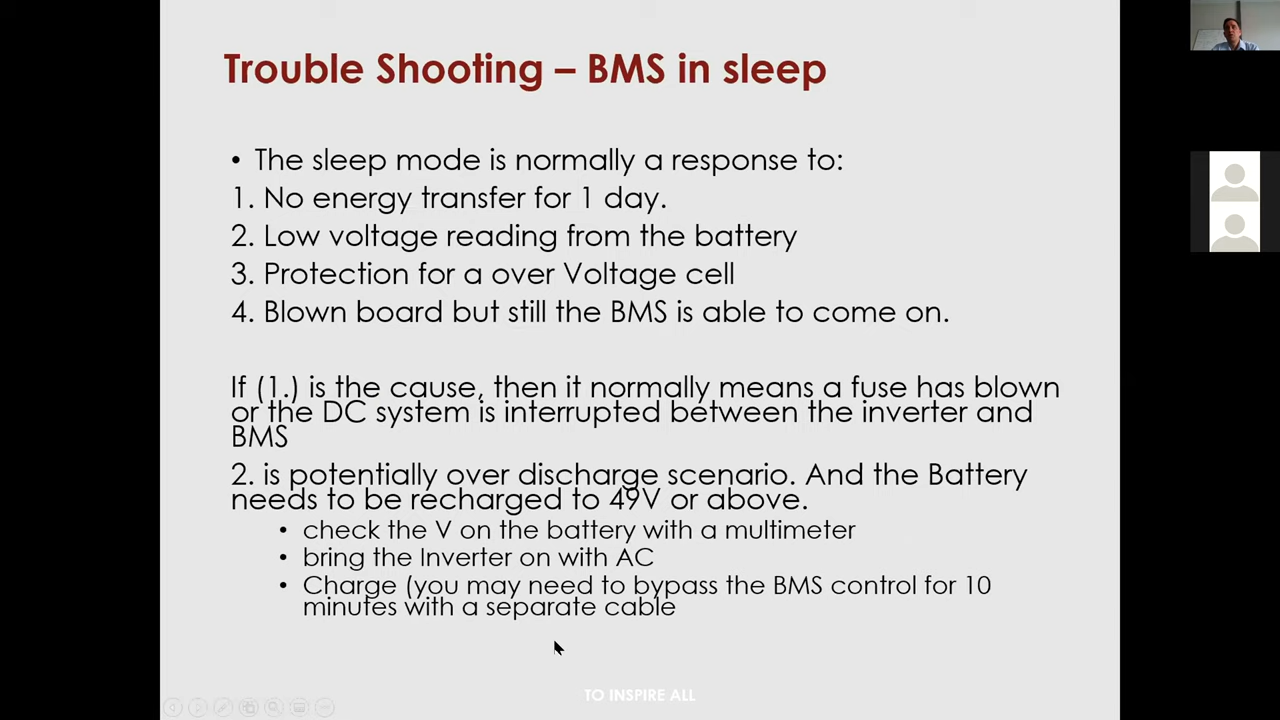 Trouble Shooting – BMS in sleep
• The sleep mode is normally a response to:
1. No energy transfer for 1 day.
2. Low voltage reading from the battery
3. Protection for a over Voltage cell
4. Blown board but still the BMS is able to come on.
If (1.) is the cause, then it normally means a fuse has blown
or the DC system is interrupted between the inverter and
BMS
2. is potentially over discharge scenario. And the Battery
needs to be recharged to 49V or above.
• check the V on the battery with a multimeter
• bring the Inverter on with AC
• Charge (you may need to bypass the BMS control for 10
minutes with a separate cable
TO INSPIRE ALL